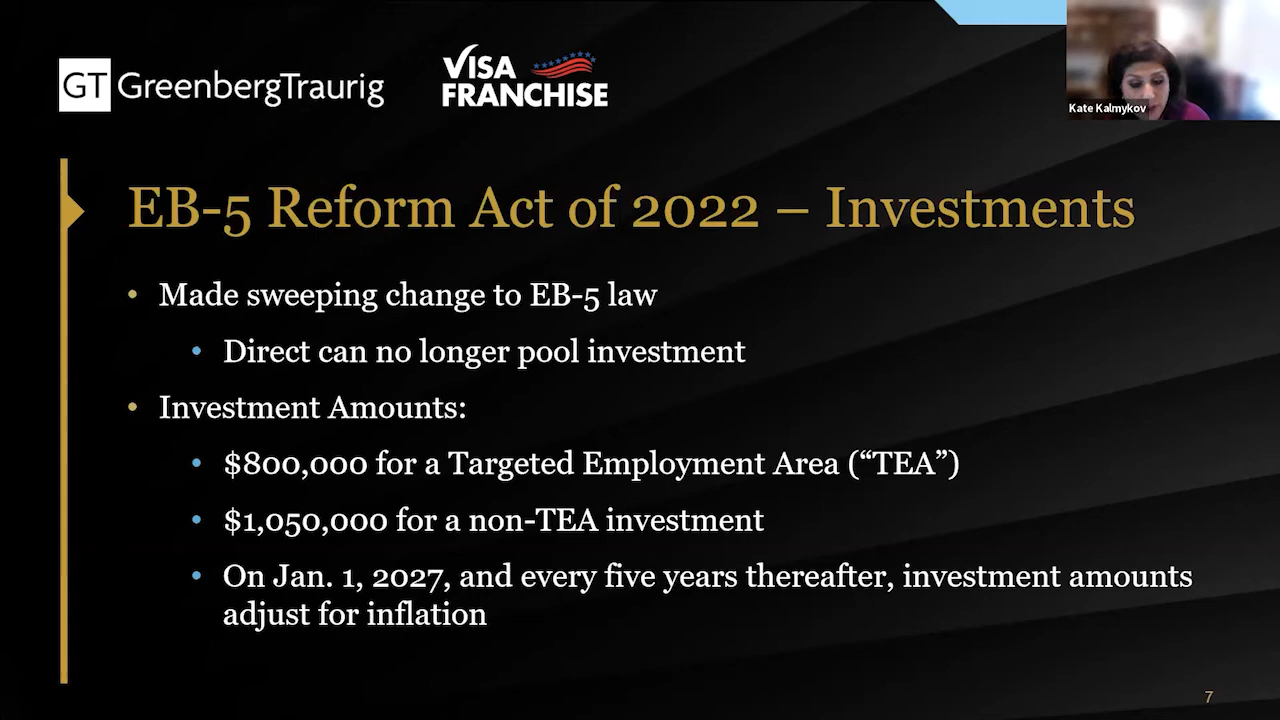 GT GreenbergTraurig
VISA
FRANCHISE
Kate Kalmykov
EB-5 Reform Act of 2022 – Investments
• Made sweeping change to EB-5 law
• Direct can no longer pool investment
• Investment Amounts:
• $800,000 for a Targeted Employment Area (“TEA”)
• $1,050,000 for a non-TEA investment
• On Jan. 1, 2027, and every five years thereafter, investment amounts
adjust for inflation
7